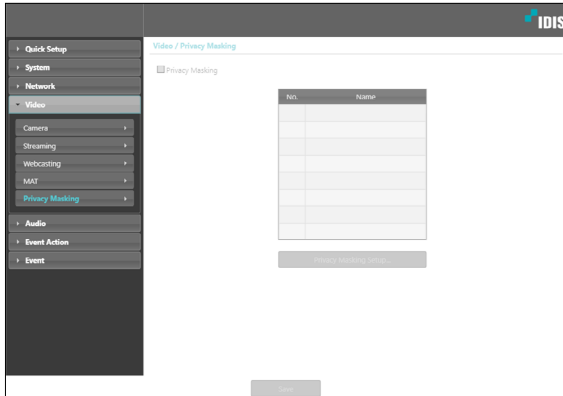 IDIS
Quick Setup
System
Network
Video
Camera
Streaming
Webcasting
MAT
Privacy Masking
Audio
Event Action
Event
Video / Privacy Masking
Privacy Masking
No. Name
Privacy Masking Setup...
Save